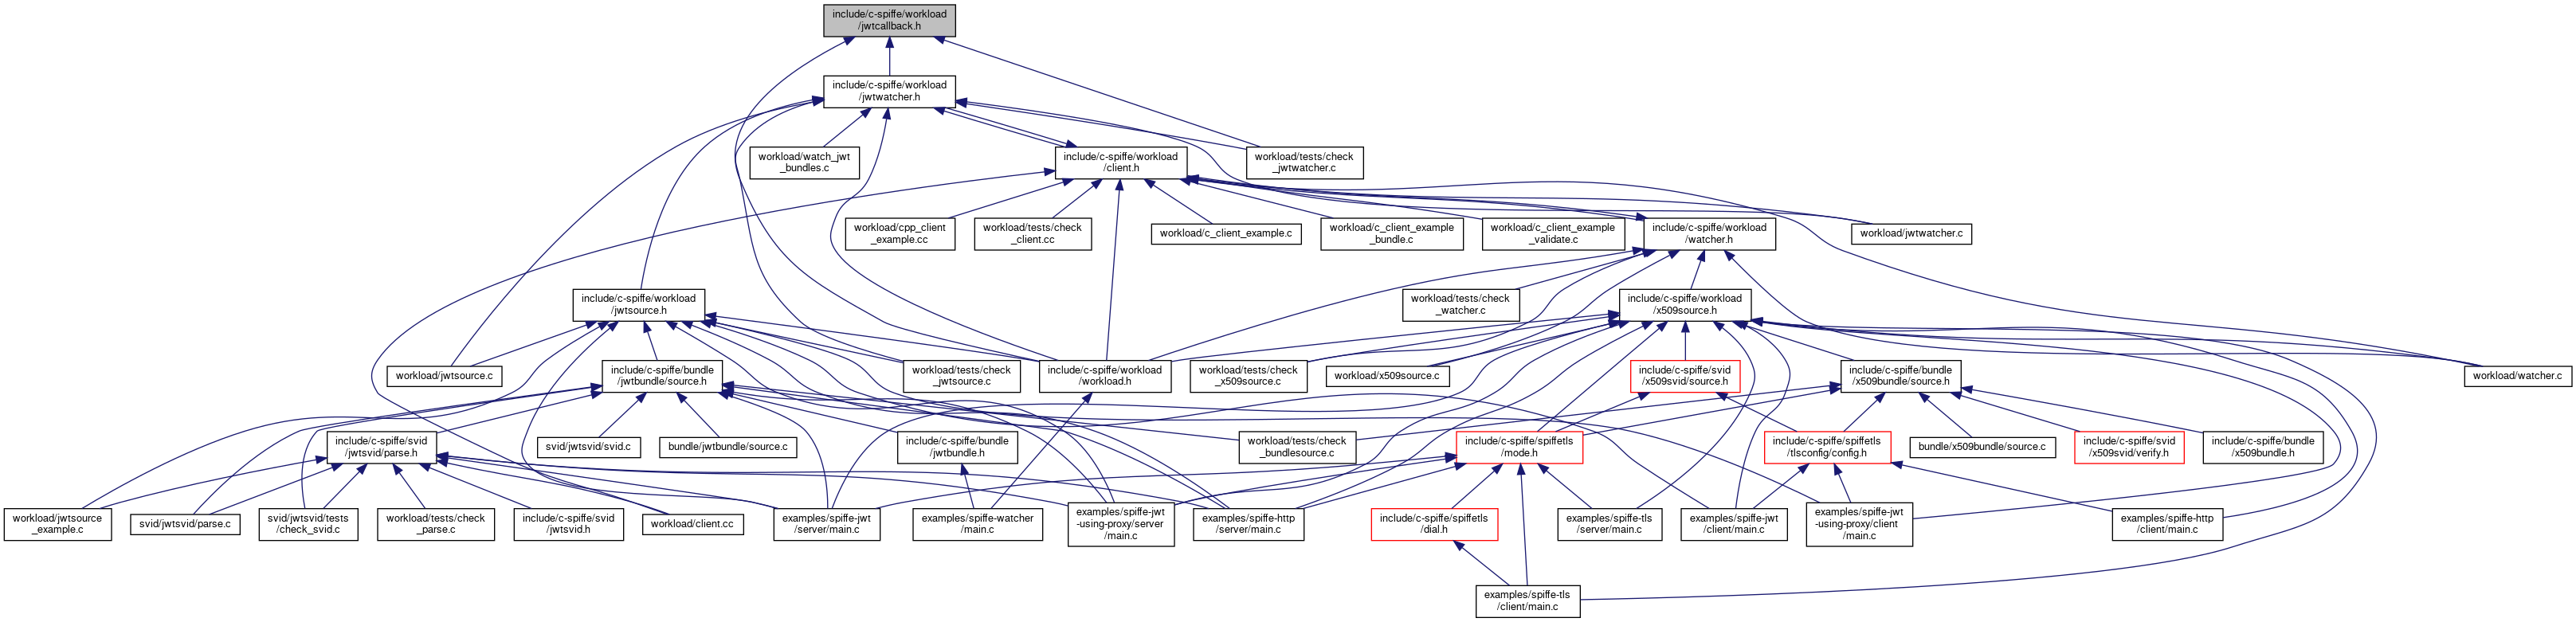 include/c-spiffe/workload
/jwtcallback.h
include/c-spiffe/workload
/jwtwatcher.h
workload/watch_jwt
_bundles.c
include/c-spiffe/workload
/client.h
workload/tests/check
_jwtwatcher.c
workload/cpp_client
_example.cc
workload/tests/check
_client.cc
workload/c_client_example.c
workload/c_client_example
_bundle.c
workload/c_client_example
_validate.c
include/c-spiffe/workload
/watcher.h
workload/jwtwatcher.c
include/c-spiffe/workload
/jwtsource.h
workload/tests/check
_watcher.c
include/c-spiffe/workload
/x509source.h
workload/jwtsource.c
include/c-spiffe/bundle
/jwtbundle/source.h
workload/tests/check
_jwtsource.c
include/c-spiffe/workload
/workload.h
workload/tests/check
_x509source.c
workload/x509source.c
include/c-spiffe/svid
/x509svid/source.h
include/c-spiffe/bundle
/x509bundle/source.h
workload/watcher.c
include/c-spiffe/svid
/jwtsvid/parse.h
svid/jwtsvid/svid.c
bundle/jwtbundle/source.c
include/c-spiffe/bundle
/jwtbundle.h
workload/tests/check
_bundlesource.c
include/c-spiffe/spiffetls
/mode.h
include/c-spiffe/spiffetls
/tlsconfig/config.h
bundle/x509bundle/source.c
include/c-spiffe/svid
/x509svid/verify.h
include/c-spiffe/bundle
/x509bundle.h
workload/jwtsource
_example.c
svid/jwtsvid/parse.c
svid/jwtsvid/tests
/check_svid.c
workload/tests/check
_parse.c
include/c-spiffe/svid
/jwtsvid.h
workload/client.cc
examples/spiffe-jwt
/server/main.c
examples/spiffe-watcher
/main.c
examples/spiffe-jwt
-using-proxy/server
/main.c
examples/spiffe-http
/server/main.c
include/c-spiffe/spiffetls
/dial.h
examples/spiffe-tls
/server/main.c
examples/spiffe-jwt
/client/main.c
examples/spiffe-jwt
-using-proxy/client
/main.c
examples/spiffe-http
/client/main.c
examples/spiffe-tls
/client/main.c